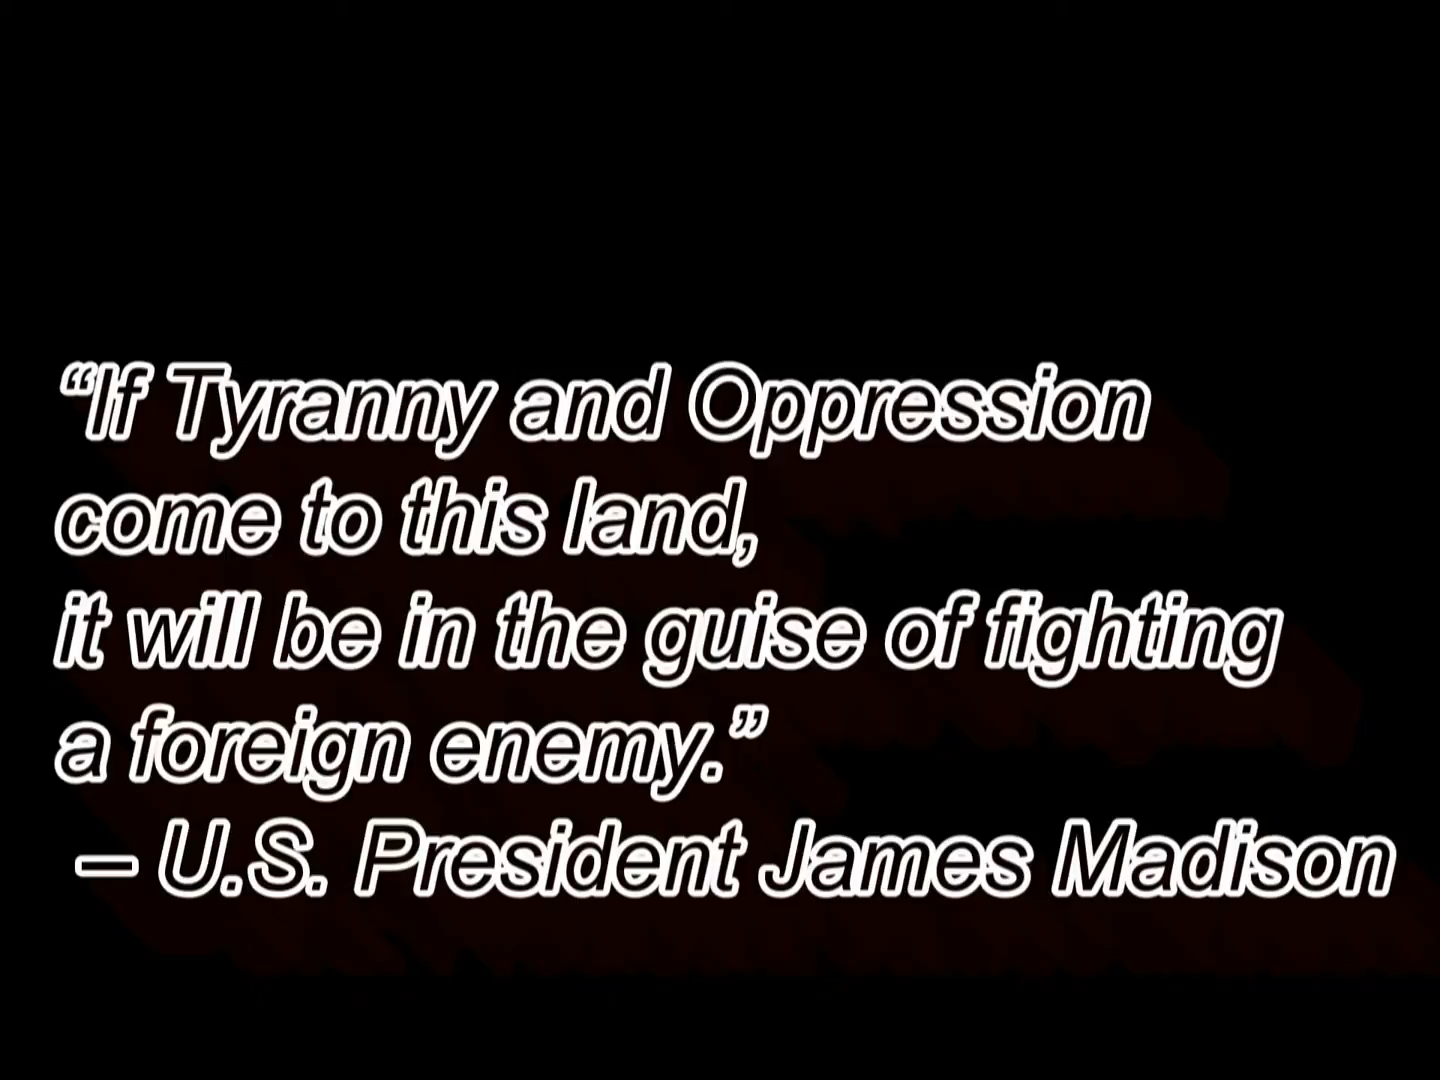 “If Tyranny and Oppression
come to this land,
it will be in the guise of fighting
a foreign enemy.”
– U.S. President James Madison